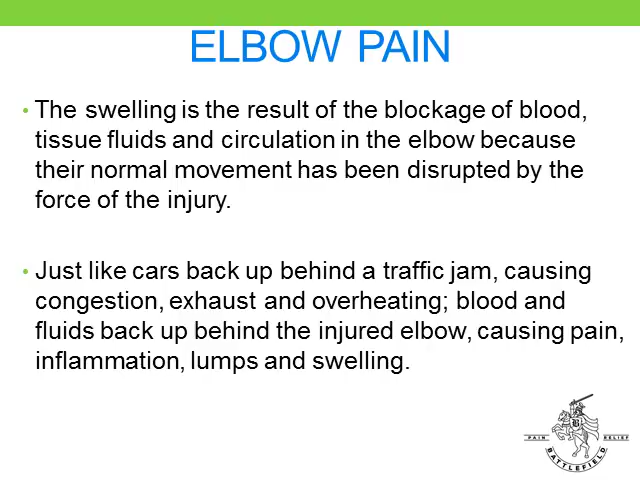 ELBOW PAIN
• The swelling is the result of the blockage of blood,
tissue fluids and circulation in the elbow because
their normal movement has been disrupted by the
force of the injury.
• Just like cars back up behind a traffic jam, causing
congestion, exhaust and overheating; blood and
fluids back up behind the injured elbow, causing pain,
inflammation, lumps and swelling.
B
PAIN RELIEF
BATTLEFIELD